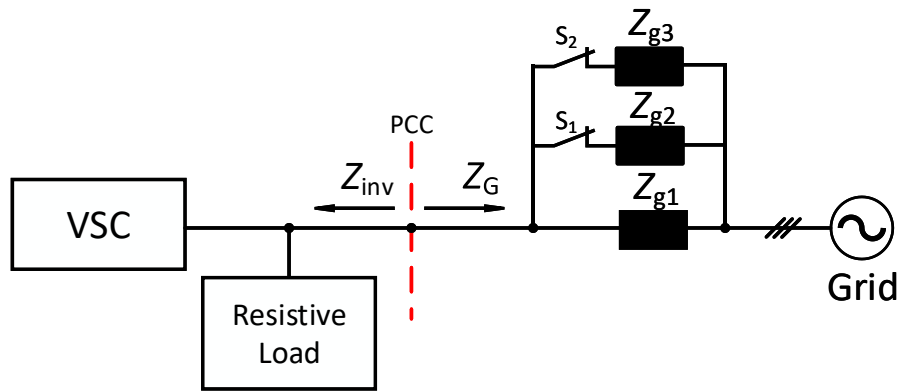 S₂
Zg3
S₁
Zg2
PCC
Zinv
ZG
Zg1
VSC
Resistive
Load
Grid